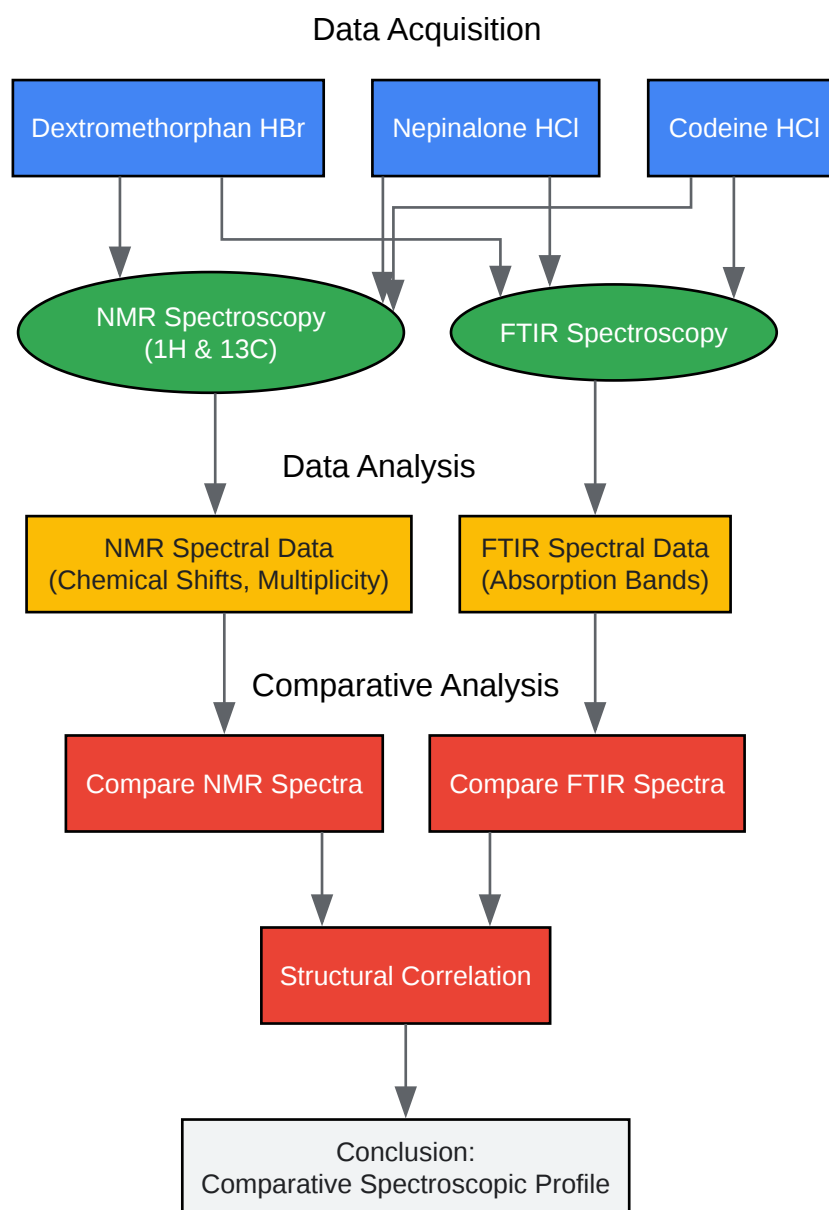 Data Acquisition
Dextromethorphan HBr
Nepinalone HCl
Codeine HCl
NMR Spectroscopy
(1H & 13C)
FTIR Spectroscopy
Data Analysis
NMR Spectral Data
(Chemical Shifts, Multiplicity)
FTIR Spectral Data
(Absorption Bands)
Comparative Analysis
Compare NMR Spectra
Compare FTIR Spectra
Structural Correlation
Conclusion:
Comparative Spectroscopic Profile